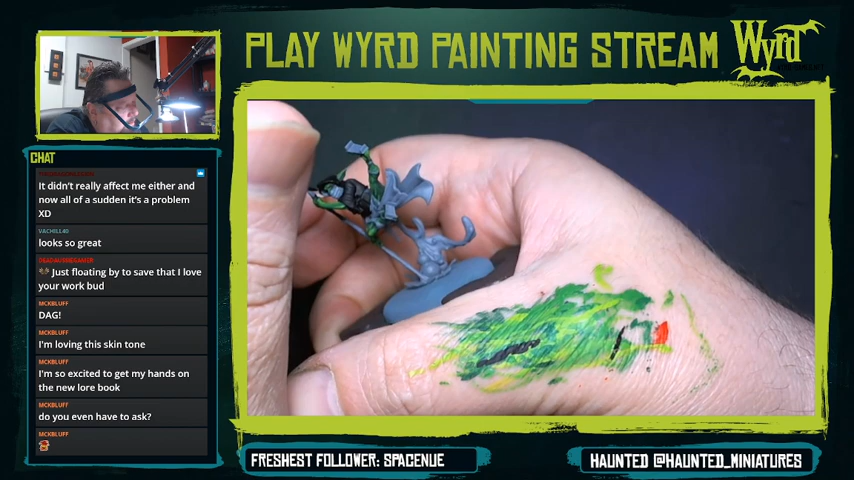 PLAY WYRD PAINTING STREAM
Wyrd
CHAT
It didn't really affect me either and
now all of a sudden it's a problem
XD
VACHILL4D
looks so great
Just floating by to save that I love
your work bud
MCKBLUFF
DAG!
MCKBLUFF
I'm loving this skin tone
MCKBLUFF
I'm so excited to get my hands on
the new lore book
MCKBLUFF
do you even have to ask?
MCKBLUFF
FRESHEST FOLLOWER: SPACENUE
HAUNTED @HAUNTED_MINIATURES